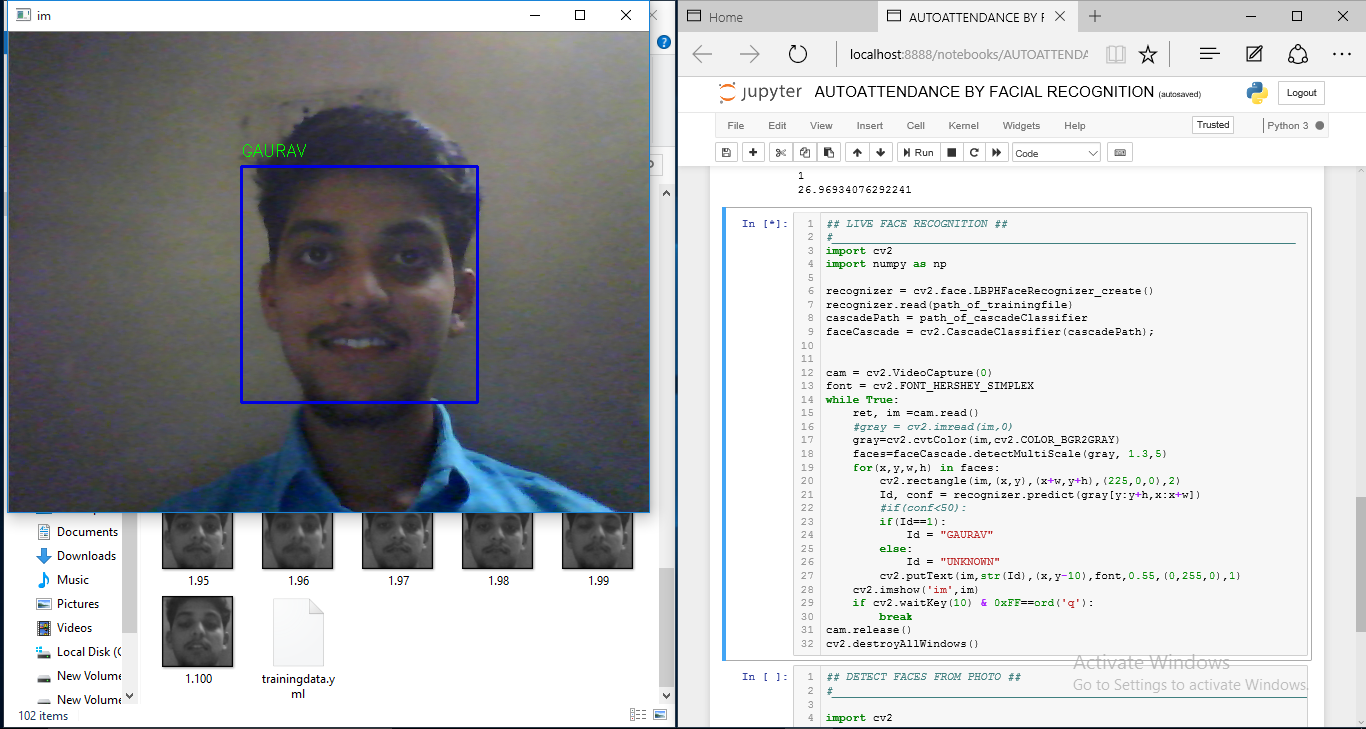 im
GAURAV
Documents
Downloads
Music
Pictures
Videos
Local Disk (C
New Volume
New Volume
1.95
1.96
1.97
1.98
1.99
1.100
trainingdata.y
ml
102 items
Home
AUTOATTENDANCE BY F
localhost:8888/notebooks/AUTOATTENDA
jupyter AUTOATTENDANCE BY FACIAL RECOGNITION (autosaved)
Logout
File Edit View Insert Cell Kernel Widgets Help
Trusted
Python 3
Run
Code
1
26.96934076292241
In [*]:
1 ## LIVE FACE RECOGNITION ##
2 #
3 import cv2
4 import numpy as np
5
6 recognizer = cv2.face.LBPHFaceRecognizer_create()
7 recognizer.read(path_of_trainingfile)
8 cascadePath = path_of_cascadeClassifier
9 faceCascade = cv2.CascadeClassifier(cascadePath);
10
11
12 cam = cv2.VideoCapture(0)
13 font = cv2.FONT_HERSHEY_SIMPLEX
14 while True:
15     ret, im =cam.read()
16     #gray = cv2.imread(im,0)
17     gray=cv2.cvtColor(im,cv2.COLOR_BGR2GRAY)
18     faces=faceCascade.detectMultiScale(gray, 1.3,5)
19     for(x,y,w,h) in faces:
20         cv2.rectangle(im,(x,y),(x+w,y+h),(225,0,0),2)
21         Id, conf = recognizer.predict(gray[y:y+h,x:x+w])
22         #if(conf<50):
23         if(Id==1):
24             Id = "GAURAV"
25         else:
26             Id = "UNKNOWN"
27         cv2.putText(im,str(Id),(x,y-10),font,0.55,(0,255,0),1)
28     cv2.imshow('im',im)
29     if cv2.waitKey(10) & 0xFF==ord('q'):
30         break
31 cam.release()
32 cv2.destroyAllWindows()
In [ ]:
1 ## DETECT FACES FROM PHOTO ##
2 #
3
4 import cv2
Activate Windows
Go to Settings to activate Windows.